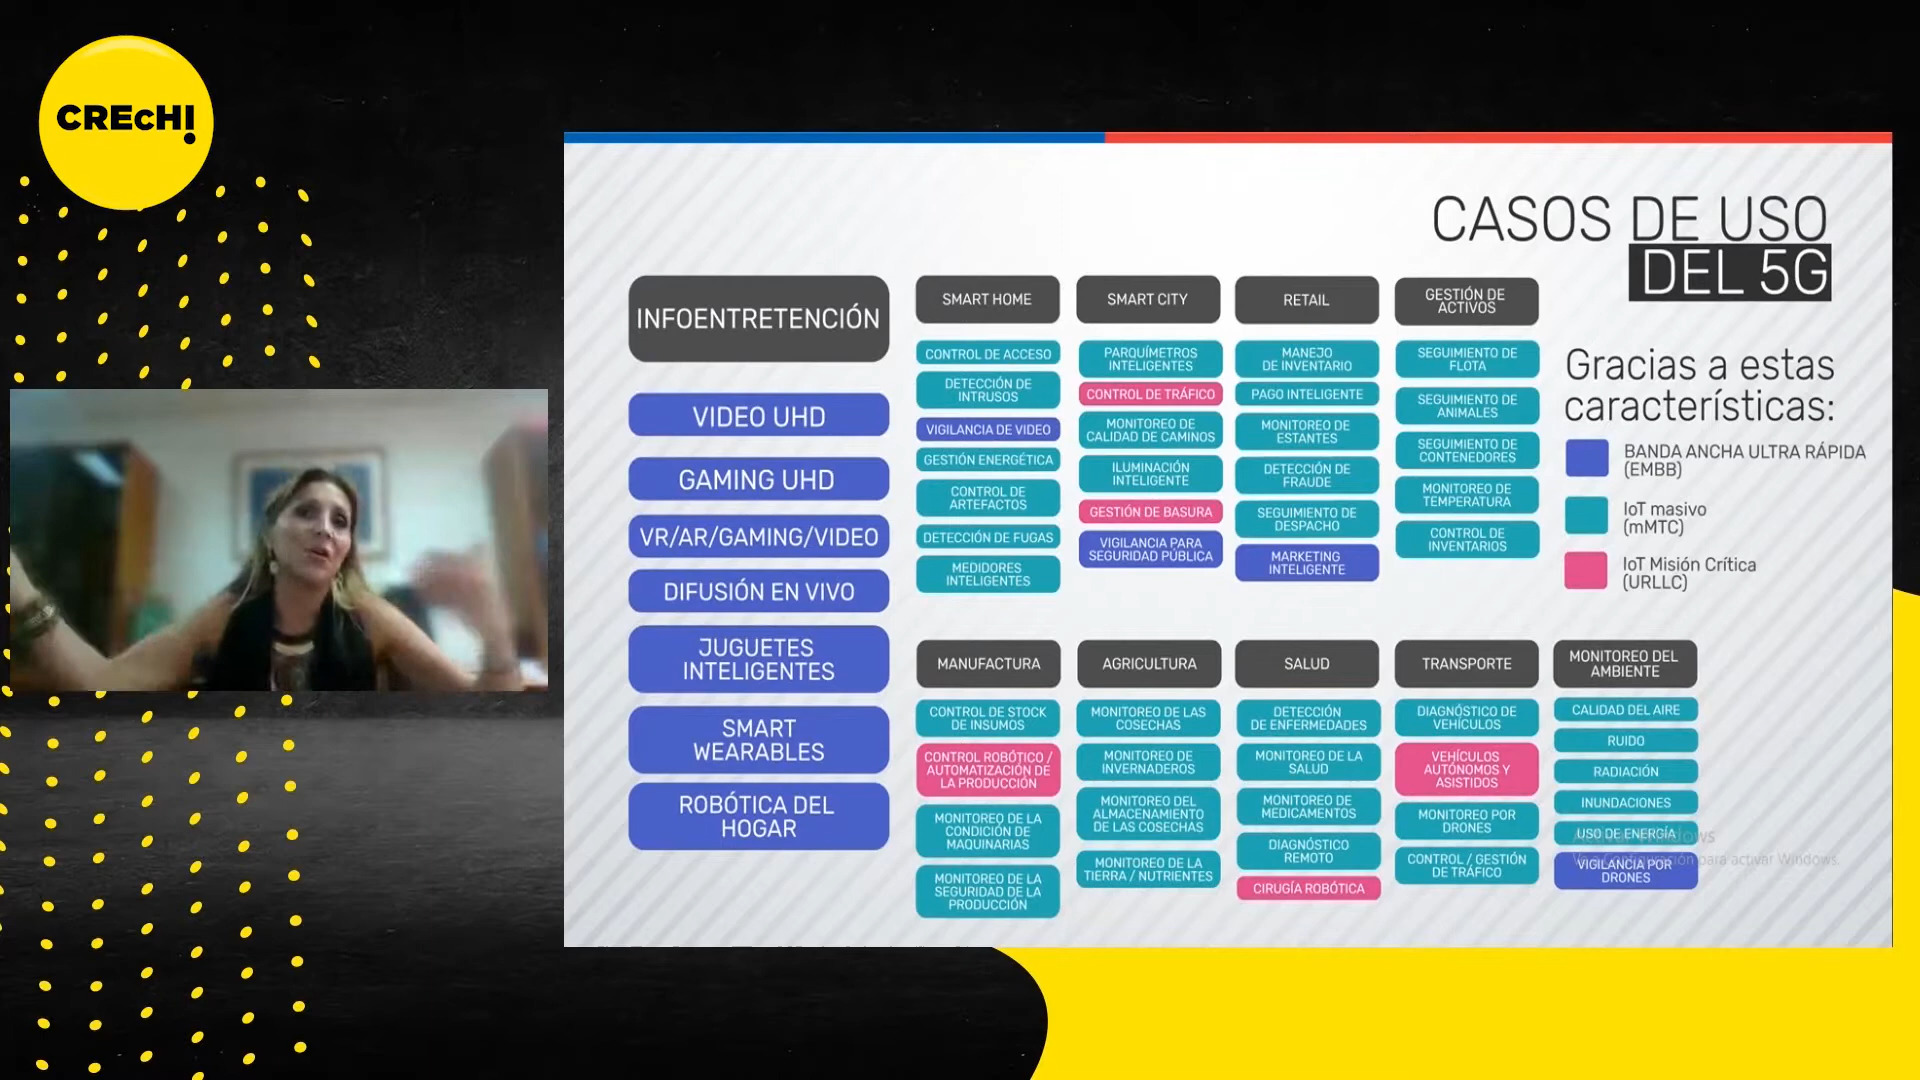 CREcH!
CASOS DE USO
DEL 5G
INFOENTRETENCIÓN
VIDEO UHD
GAMING UHD
VR/AR/GAMING/VIDEO
DIFUSIÓN EN VIVO
JUGUETES
INTELIGENTES
SMART
WEARABLES
ROBÓTICA DEL
HOGAR
SMART HOME
CONTROL DE ACCESO
DETECCIÓN DE
INTRUSOS
VIGILANCIA DE VIDEO
GESTIÓN ENERGÉTICA
CONTROL DE
ARTEFACTOS
DETECCIÓN DE FUGAS
MEDIDORES
INTELIGENTES
SMART CITY
PARQUÍMETROS
INTELIGENTES
CONTROL DE TRÁFICO
MONITOREO DE
CALIDAD DE CAMINOS
ILUMINACIÓN
INTELIGENTE
GESTIÓN DE BASURA
VIGILANCIA PARA
SEGURIDAD PÚBLICA
RETAIL
MANEJO
DE INVENTARIO
PAGO INTELIGENTE
MONITOREO DE
ESTANTES
DETECCIÓN DE
FRAUDE
SEGUIMIENTO DE
DESPACHO
MARKETING
INTELIGENTE
GESTIÓN DE
ACTIVOS
SEGUIMIENTO DE
FLOTA
SEGUIMIENTO DE
ANIMALES
SEGUIMIENTO DE
CONTENEDORES
MONITOREO DE
TEMPERATURA
CONTROL DE
INVENTARIOS
Gracias a estas
características:
BANDA ANCHA ULTRA RÁPIDA
(EMBB)
IoT masivo
(mMTC)
IoT Misión Crítica
(URLLC)
MANUFACTURA
CONTROL DE STOCK
DE INSUMOS
CONTROL ROBÓTICO /
AUTOMATIZACIÓN DE
LA PRODUCCIÓN
MONITOREO DE LA
CONDICIÓN DE
MAQUINARIAS
MONITOREO DE LA
SEGURIDAD DE LA
PRODUCCIÓN
AGRICULTURA
MONITOREO DE LAS
COSECHAS
MONITOREO DE
INVERNADEROS
MONITOREO DEL
ALMACENAMIENTO
DE LAS COSECHAS
MONITOREO DE LA
TIERRA / NUTRIENTES
SALUD
DETECCIÓN
DE ENFERMEDADES
MONITOREO DE LA
SALUD
MONITOREO DE
MEDICAMENTOS
DIAGNÓSTICO
REMOTO
CIRUGÍA ROBÓTICA
TRANSPORTE
DIAGNÓSTICO DE
VEHÍCULOS
VEHÍCULOS
AUTÓNOMOS Y
ASISTIDOS
MONITOREO POR
DRONES
CONTROL / GESTIÓN
DE TRÁFICO
MONITOREO DEL
AMBIENTE
CALIDAD DEL AIRE
RUIDO
RADIACIÓN
INUNDACIONES
USO DE ENERGÍA
VIGILANCIA POR
DRONES
Activar Windows
Ve a Configuración para activar Windows.